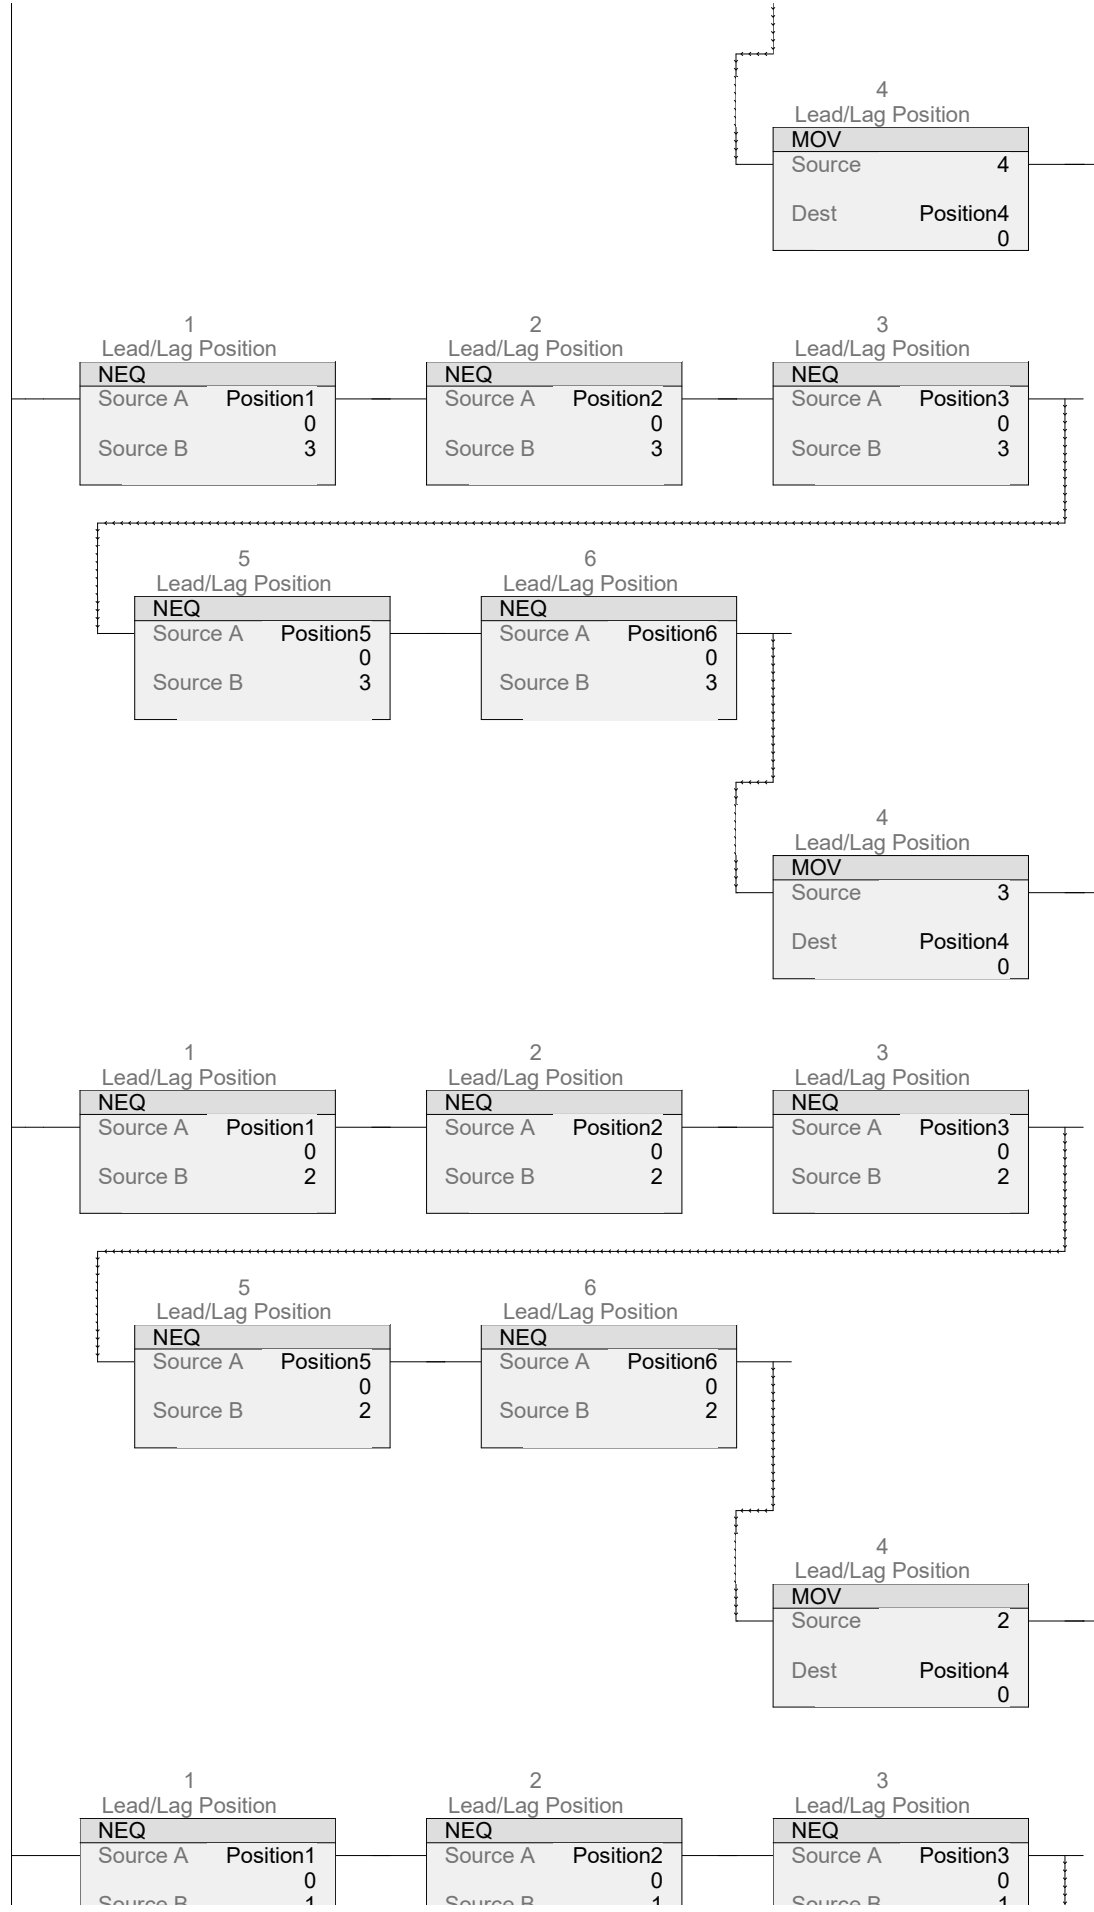 4
Lead/Lag Position
MOV
Source 4
Dest Position4
0
1 2 3
Lead/Lag Position Lead/Lag Position Lead/Lag Position
NEQ NEQ NEQ
Source A Position1 Source A Position2 Source A Position3
0 0 0
Source B 3 Source B 3 Source B 3
5 6
Lead/Lag Position Lead/Lag Position
NEQ NEQ
Source A Position5 Source A Position6
0 0
Source B 3 Source B 3
4
Lead/Lag Position
MOV
Source 3
Dest Position4
0
1 2 3
Lead/Lag Position Lead/Lag Position Lead/Lag Position
NEQ NEQ NEQ
Source A Position1 Source A Position2 Source A Position3
0 0 0
Source B 2 Source B 2 Source B 2
5 6
Lead/Lag Position Lead/Lag Position
NEQ NEQ
Source A Position5 Source A Position6
0 0
Source B 2 Source B 2
4
Lead/Lag Position
MOV
Source 2
Dest Position4
0
1 2 3
Lead/Lag Position Lead/Lag Position Lead/Lag Position
NEQ NEQ NEQ
Source A Position1 Source A Position2 Source A Position3
0 0 0
Source B 1 Source B 1 Source B 1